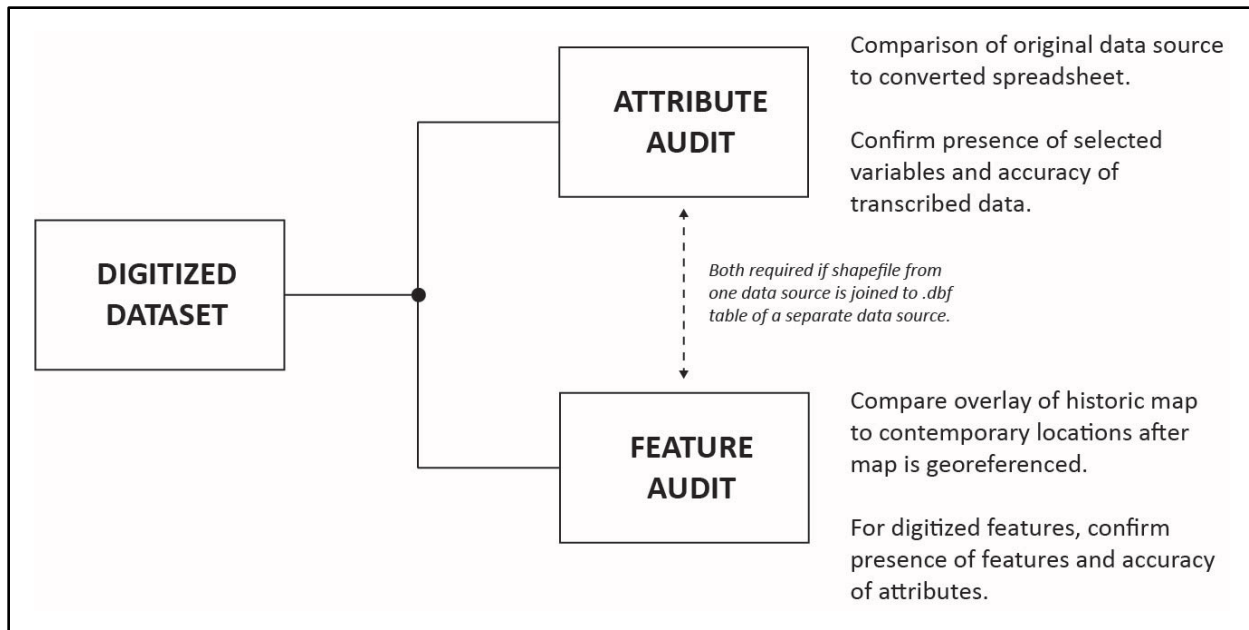 DIGITIZED
DATASET
ATTRIBUTE
AUDIT
Comparison of original data source
to converted spreadsheet.
Confirm presence of selected
variables and accuracy of
transcribed data.
Both required if shapefile from
one data source is joined to .dbf
table of a separate data source.
FEATURE
AUDIT
Compare overlay of historic map
to contemporary locations after
map is georeferenced.
For digitized features, confirm
presence of features and accuracy
of attributes.